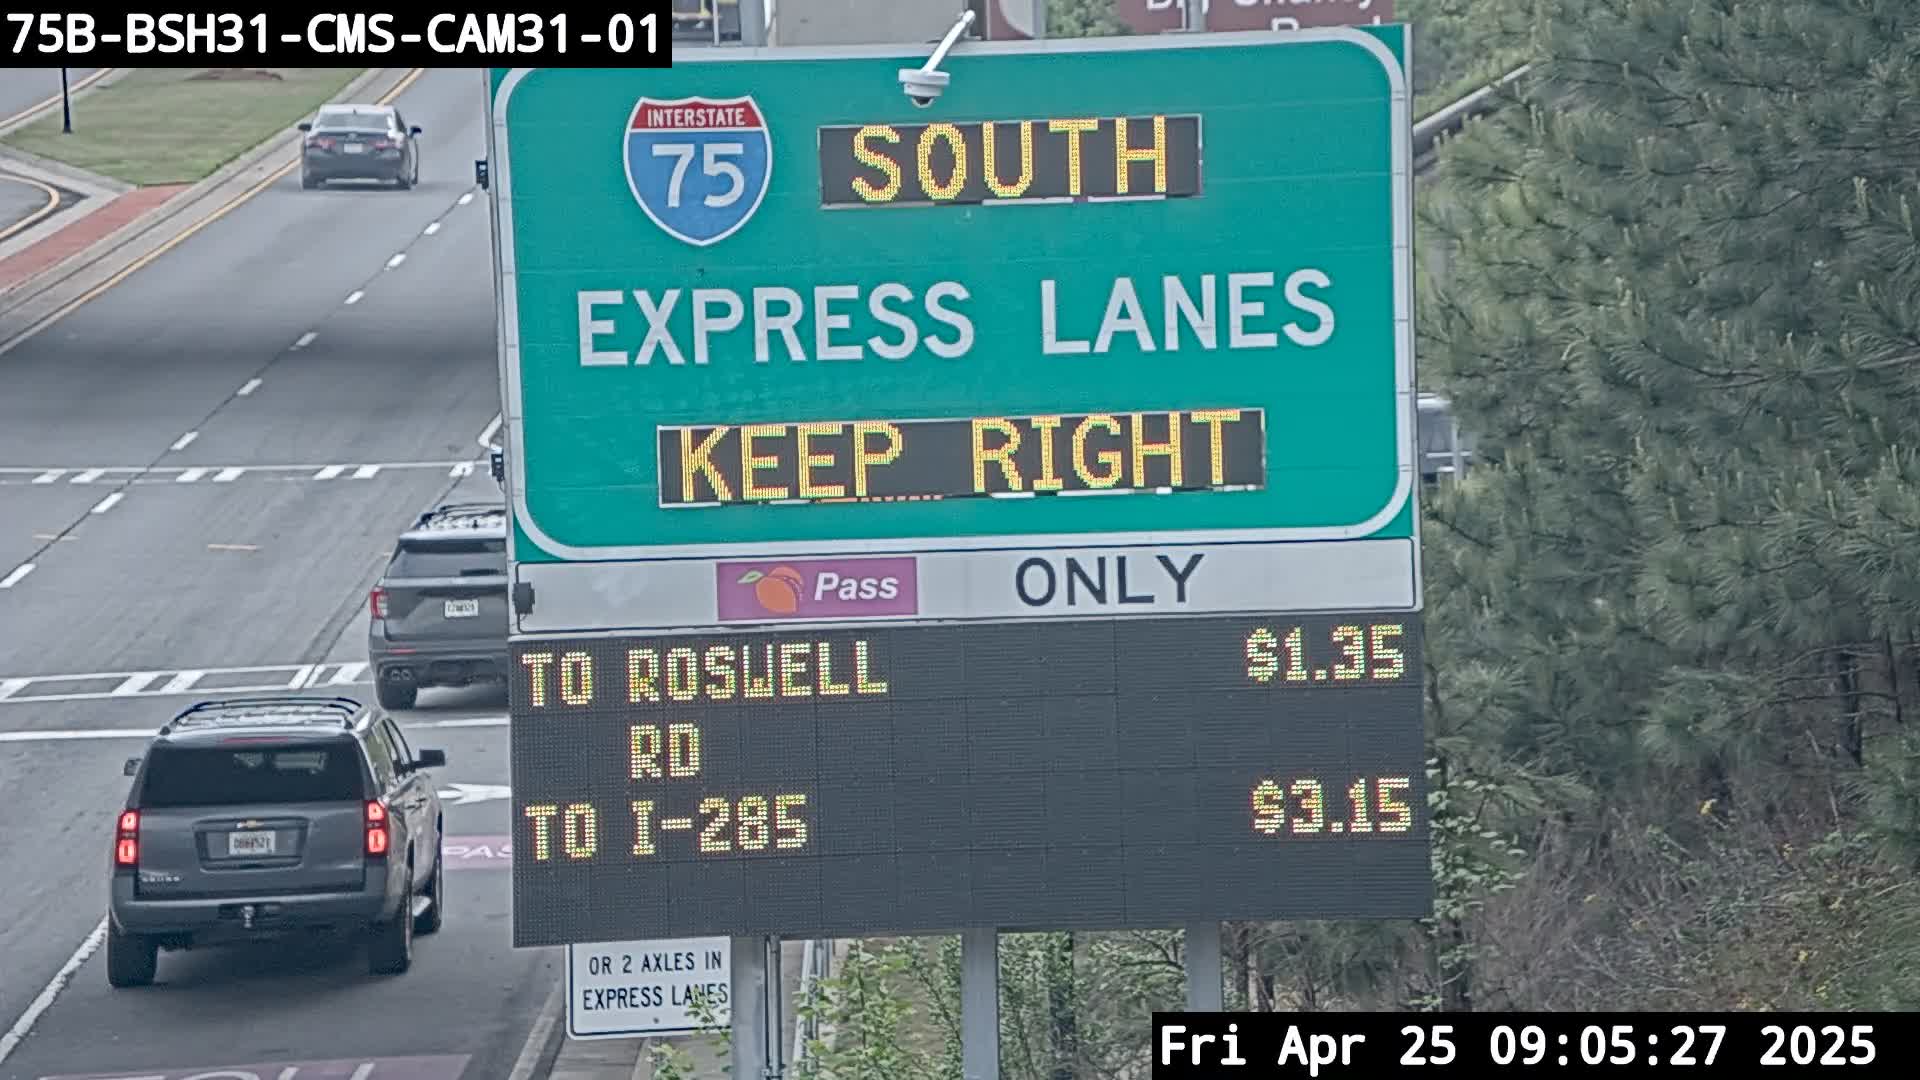 75B-BSH31-CMS-CAM31-01
Road
INTERSTATE
75
SOUTH
EXPRESS LANES
KEEP RIGHT
Pass ONLY
TO ROSWELL $1.35
RD
TO I-285 $3.15
OR 2 AXLES IN
EXPRESS LANES
Fri Apr 25 09:05:27 2025